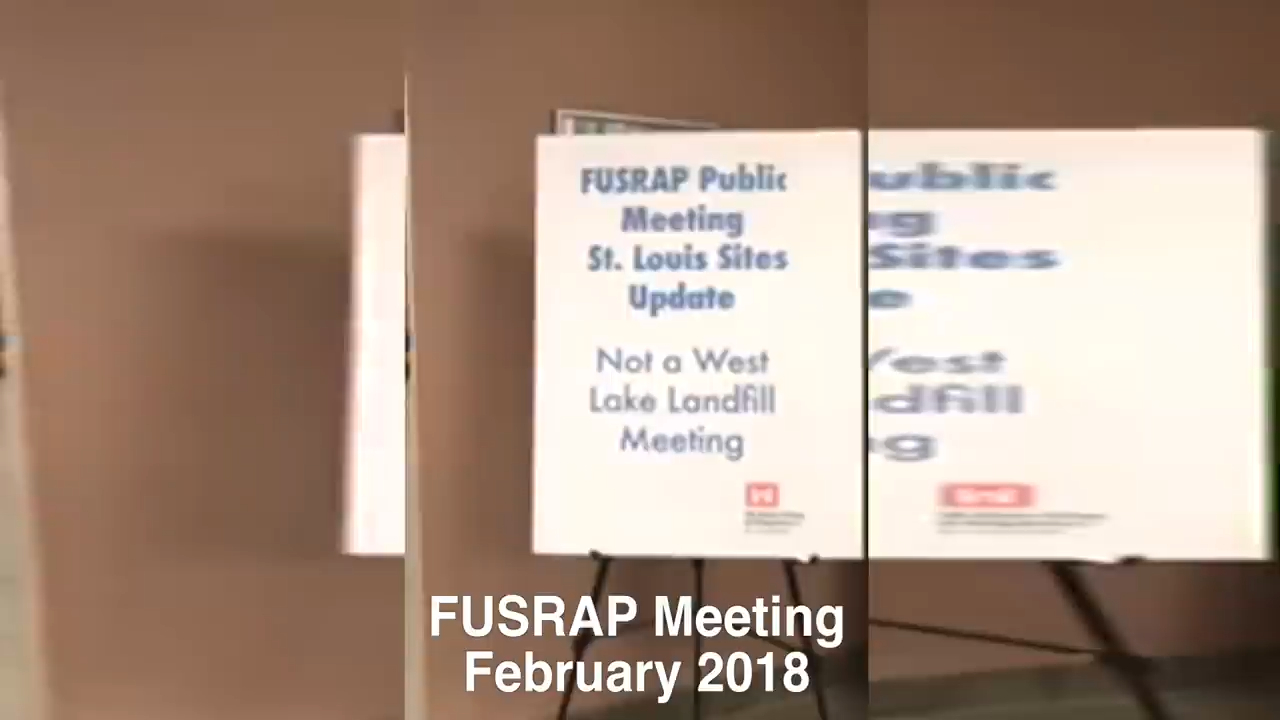 FUSRAP Public
Meeting
St. Louis Sites
Update
Not a West
Lake Landfill
Meeting
FUSRAP Meeting
February 2018